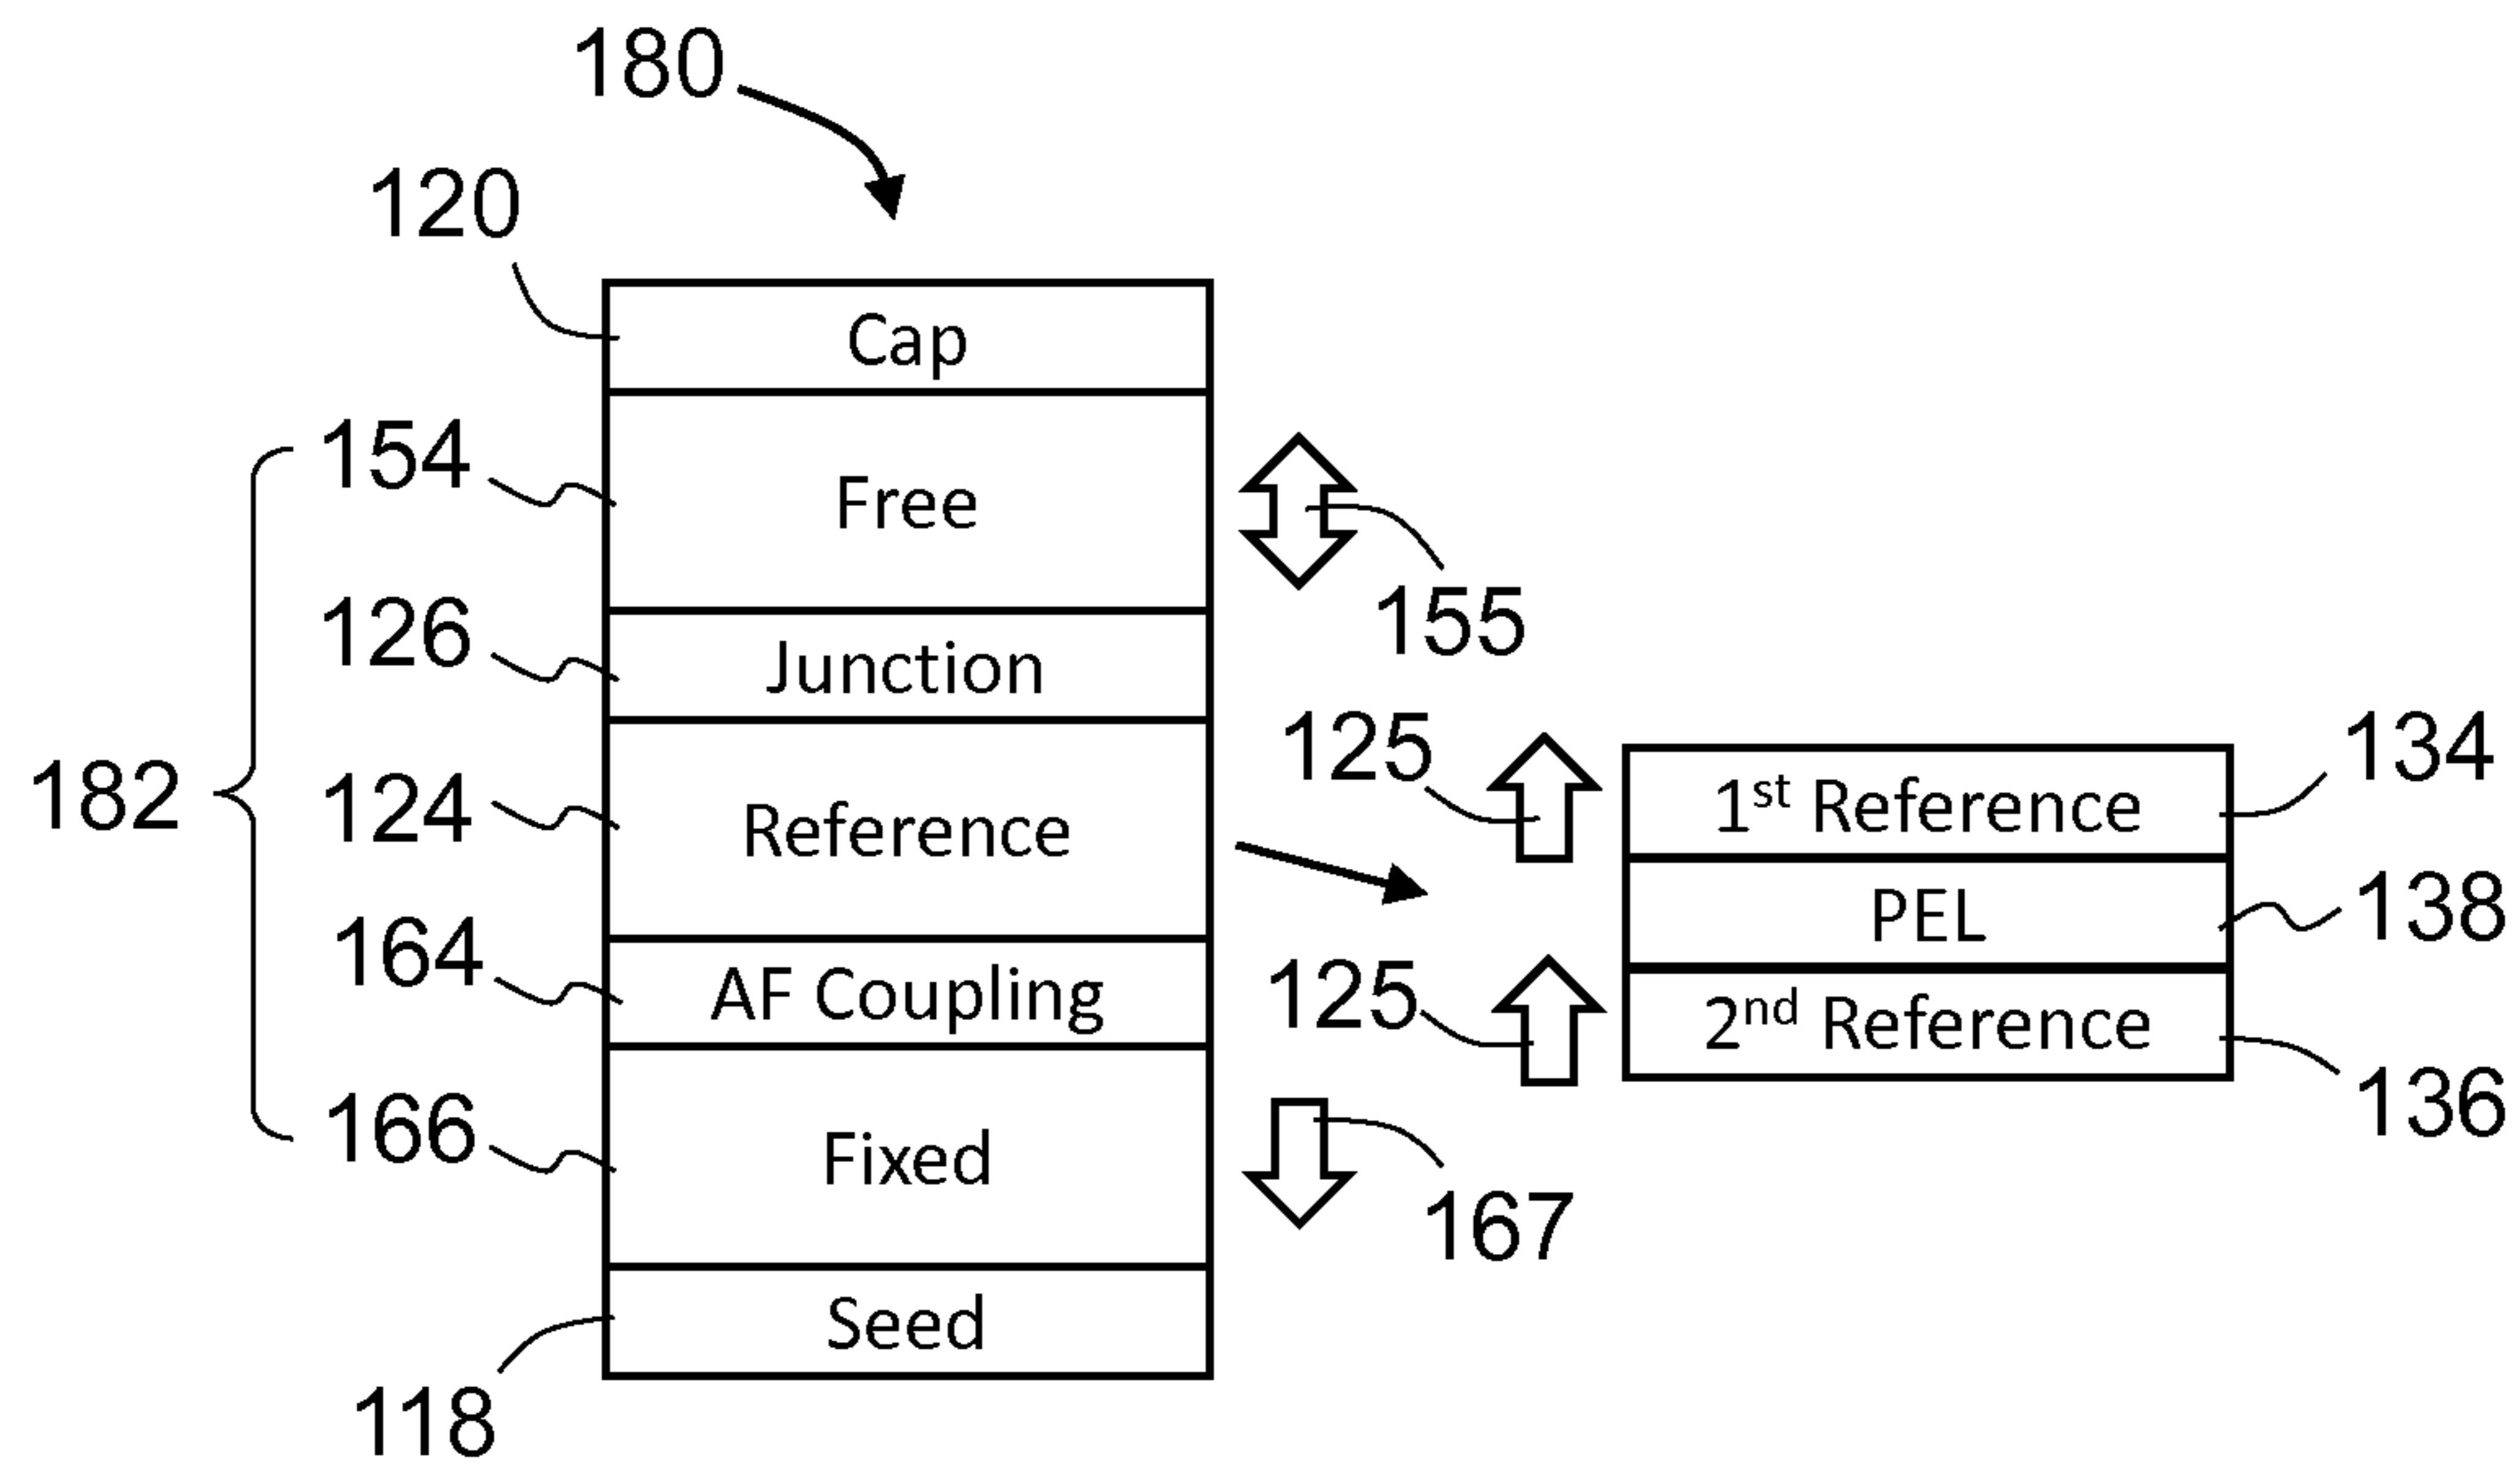 180
120
Cap
154
Free
155
126
Junction
182
124
Reference
125
1st Reference
134
PEL
138
164
AF Coupling
125
2nd Reference
136
166
Fixed
167
Seed
118